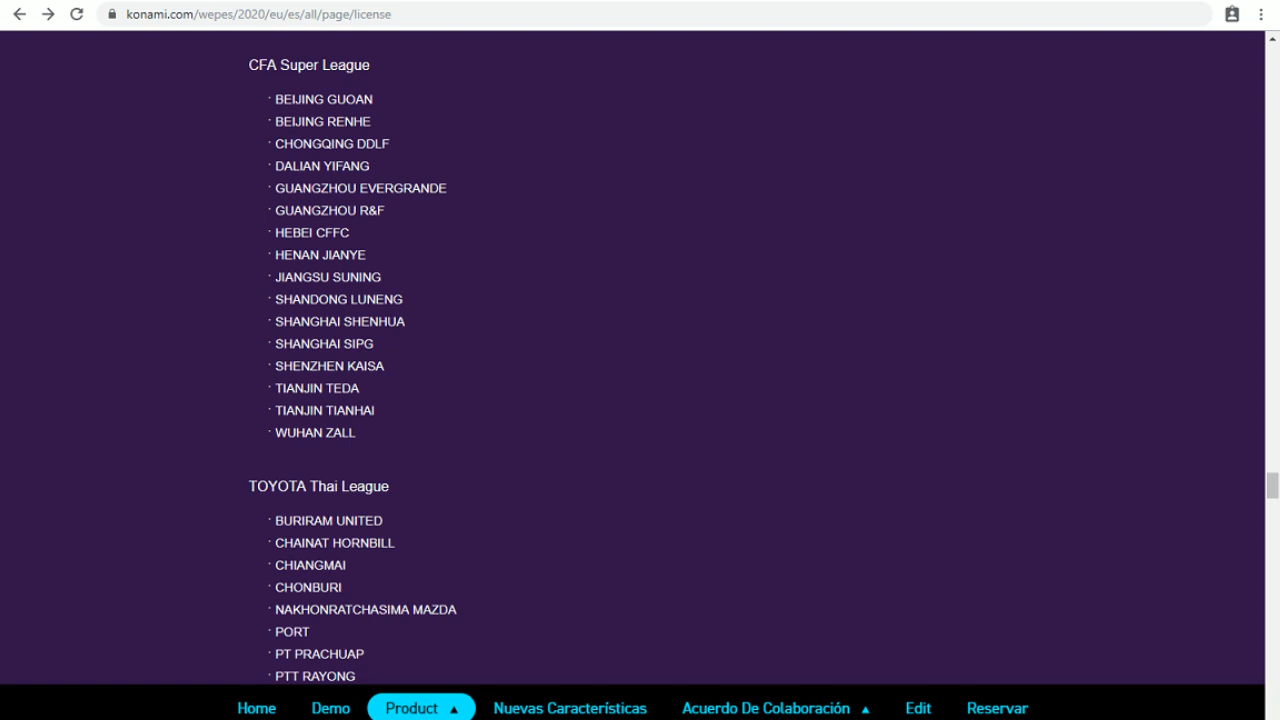 konami.com/wepes/2020/eu/es/all/page/license
CFA Super League
· BEIJING GUOAN
· BEIJING RENHE
· CHONGQING DDLF
· DALIAN YIFANG
· GUANGZHOU EVERGRANDE
· GUANGZHOU R&F
· HEBEI CFFC
· HENAN JIANYE
· JIANGSU SUNING
· SHANDONG LUNENG
· SHANGHAI SHENHUA
· SHANGHAI SIPG
· SHENZHEN KAISA
· TIANJIN TEDA
· TIANJIN TIANHAI
· WUHAN ZALL
TOYOTA Thai League
· BURIRAM UNITED
· CHAINAT HORNBILL
· CHIANGMAI
· CHONBURI
· NAKHONRATCHASIMA MAZDA
· PORT
· PT PRACHUAP
· PTT RAYONG
Home Demo Product ▲ Nuevas Características Acuerdo De Colaboración ▲ Edit Reservar